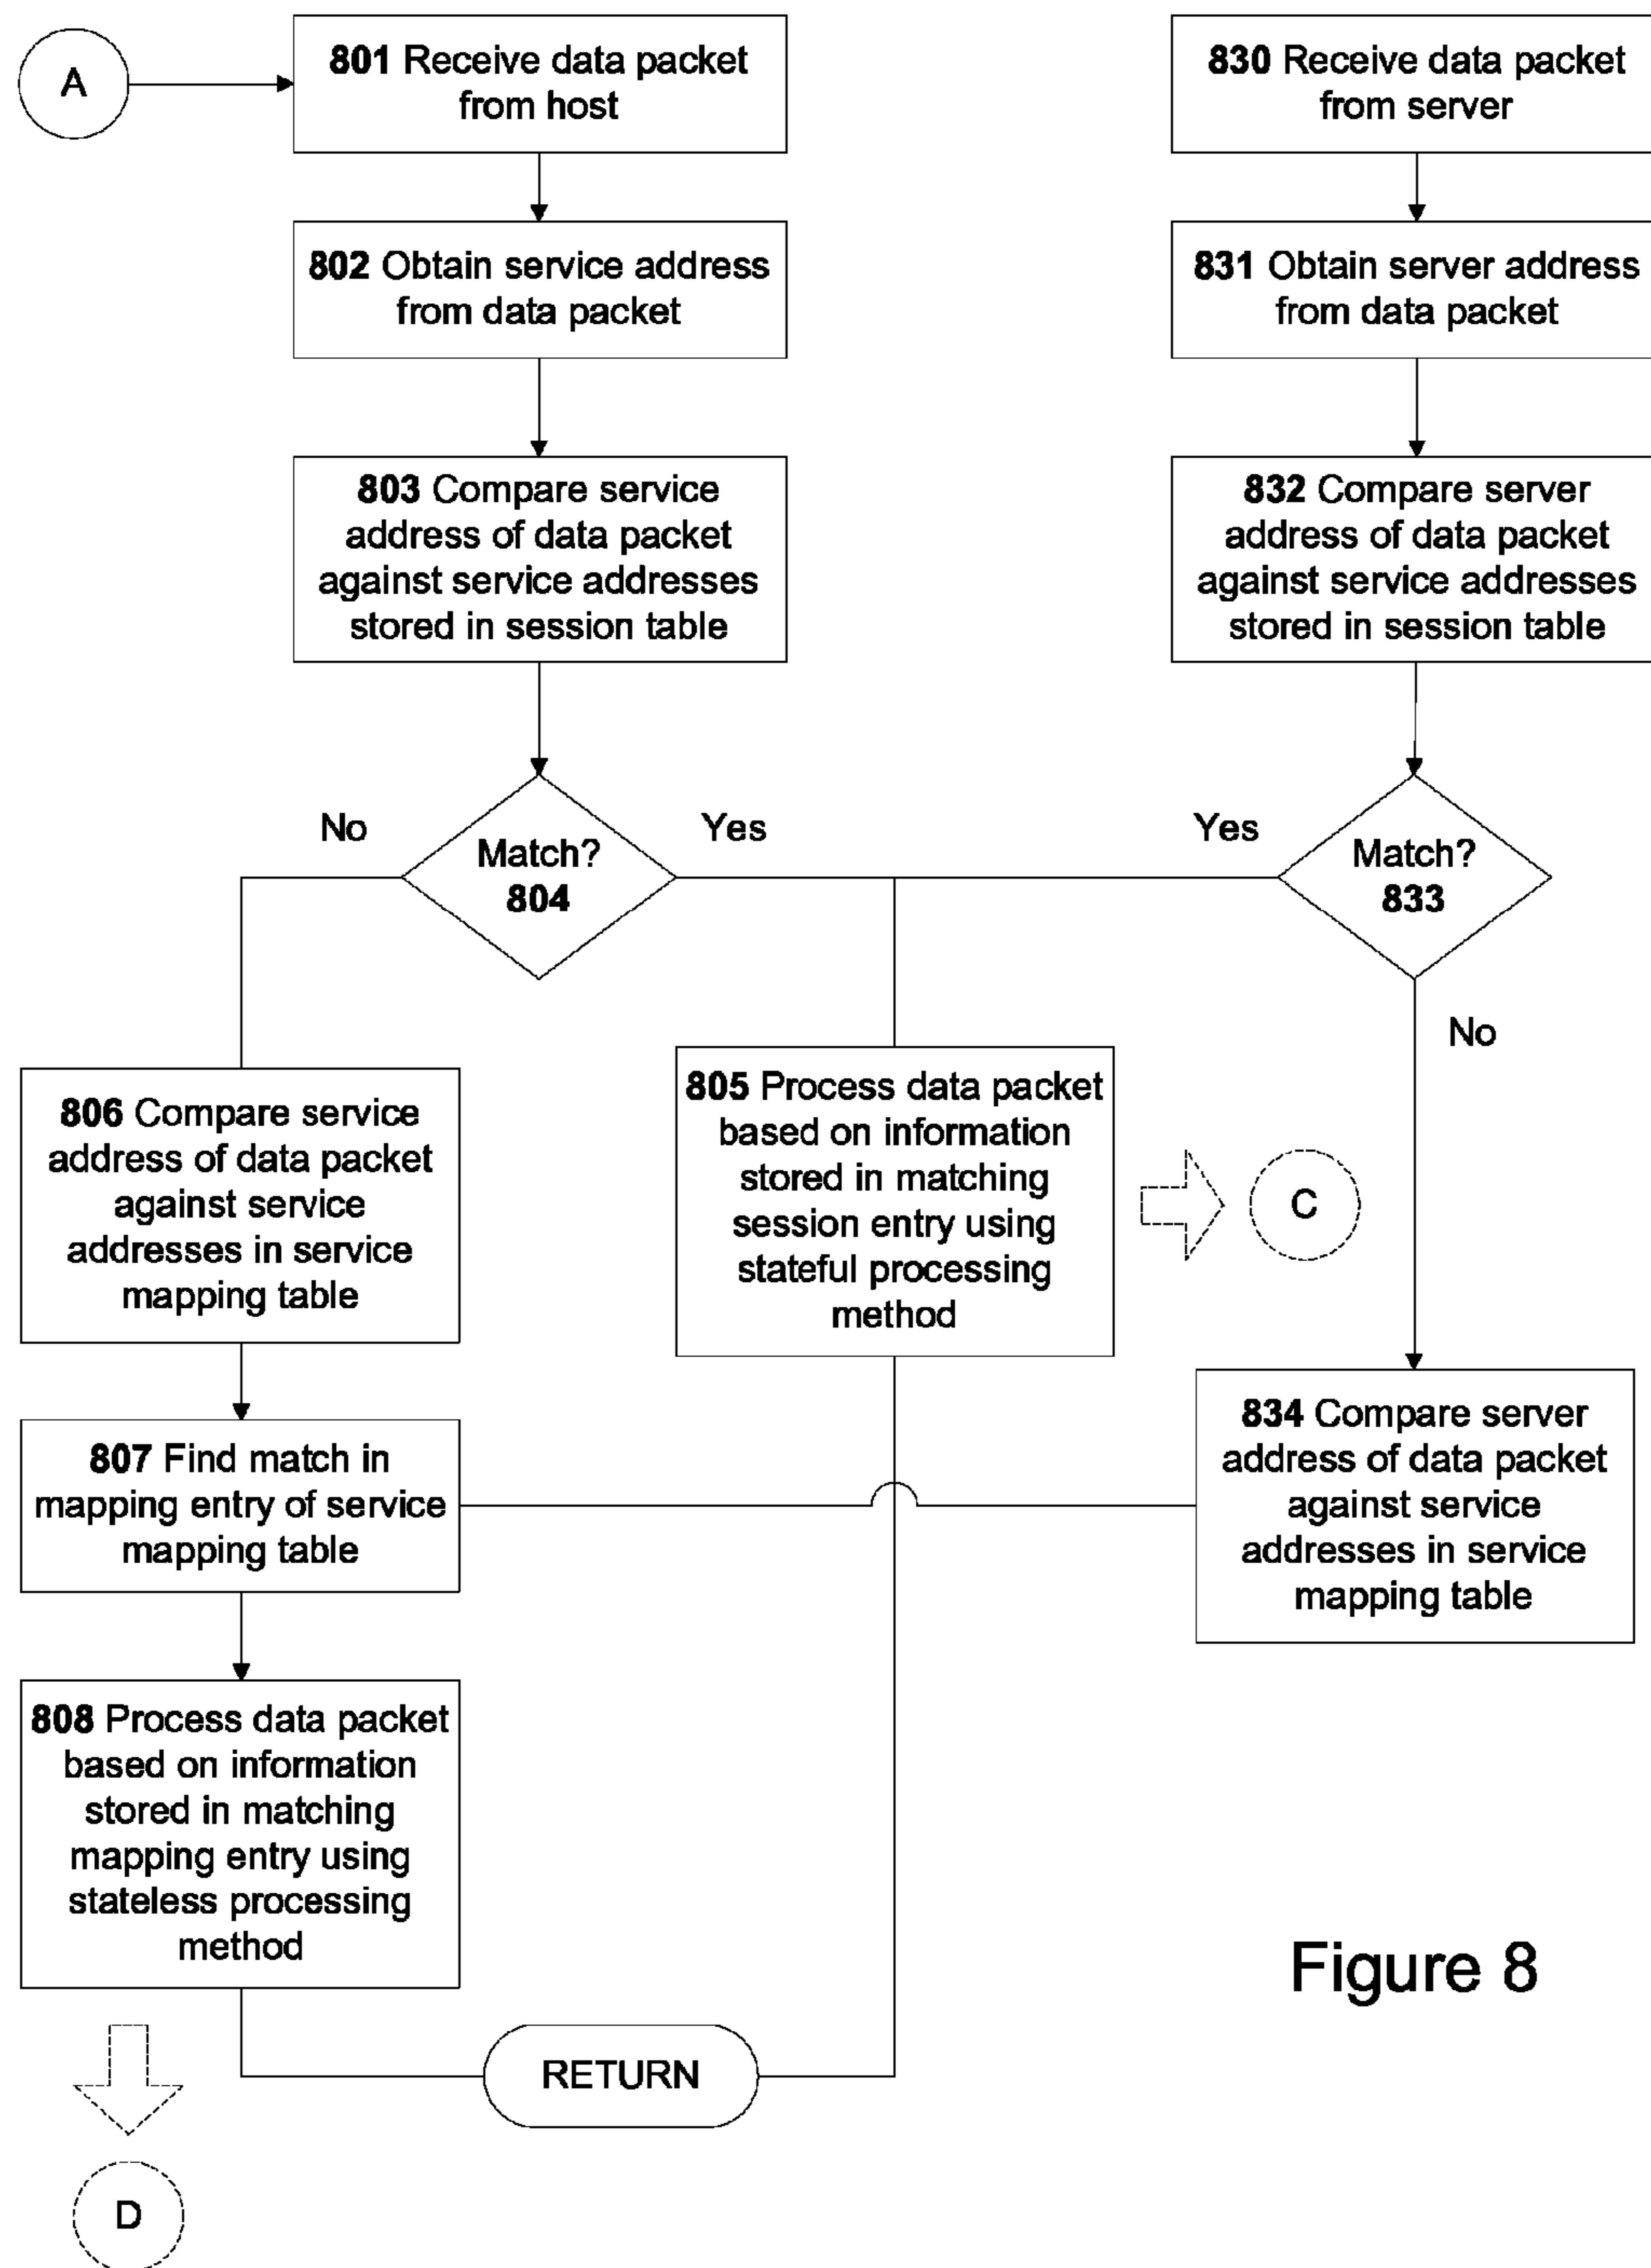 A
801 Receive data packet
from host
830 Receive data packet
from server
802 Obtain service address
from data packet
831 Obtain server address
from data packet
803 Compare service
address of data packet
against service addresses
stored in session table
832 Compare server
address of data packet
against service addresses
stored in session table
No
Match?
804
Yes
Yes
Match?
833
No
806 Compare service
address of data packet
against service
addresses in service
mapping table
805 Process data packet
based on information
stored in matching
session entry using
stateful processing
method
C
807 Find match in
mapping entry of service
mapping table
834 Compare server
address of data packet
against service
addresses in service
mapping table
808 Process data packet
based on information
stored in matching
mapping entry using
stateless processing
method
RETURN
D
Figure 8